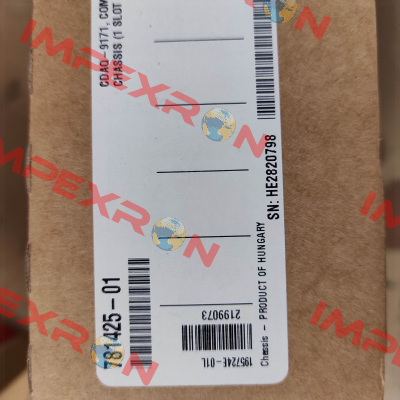 CDAQ-9171, COM
CHASSIS (1 SLOT
781425-01
SN: HE2820798
Chassis - PRODUCT OF HUNGARY
2199073
195724E-01L
IMPEXRON
IMPEXRON
IMPEXRON